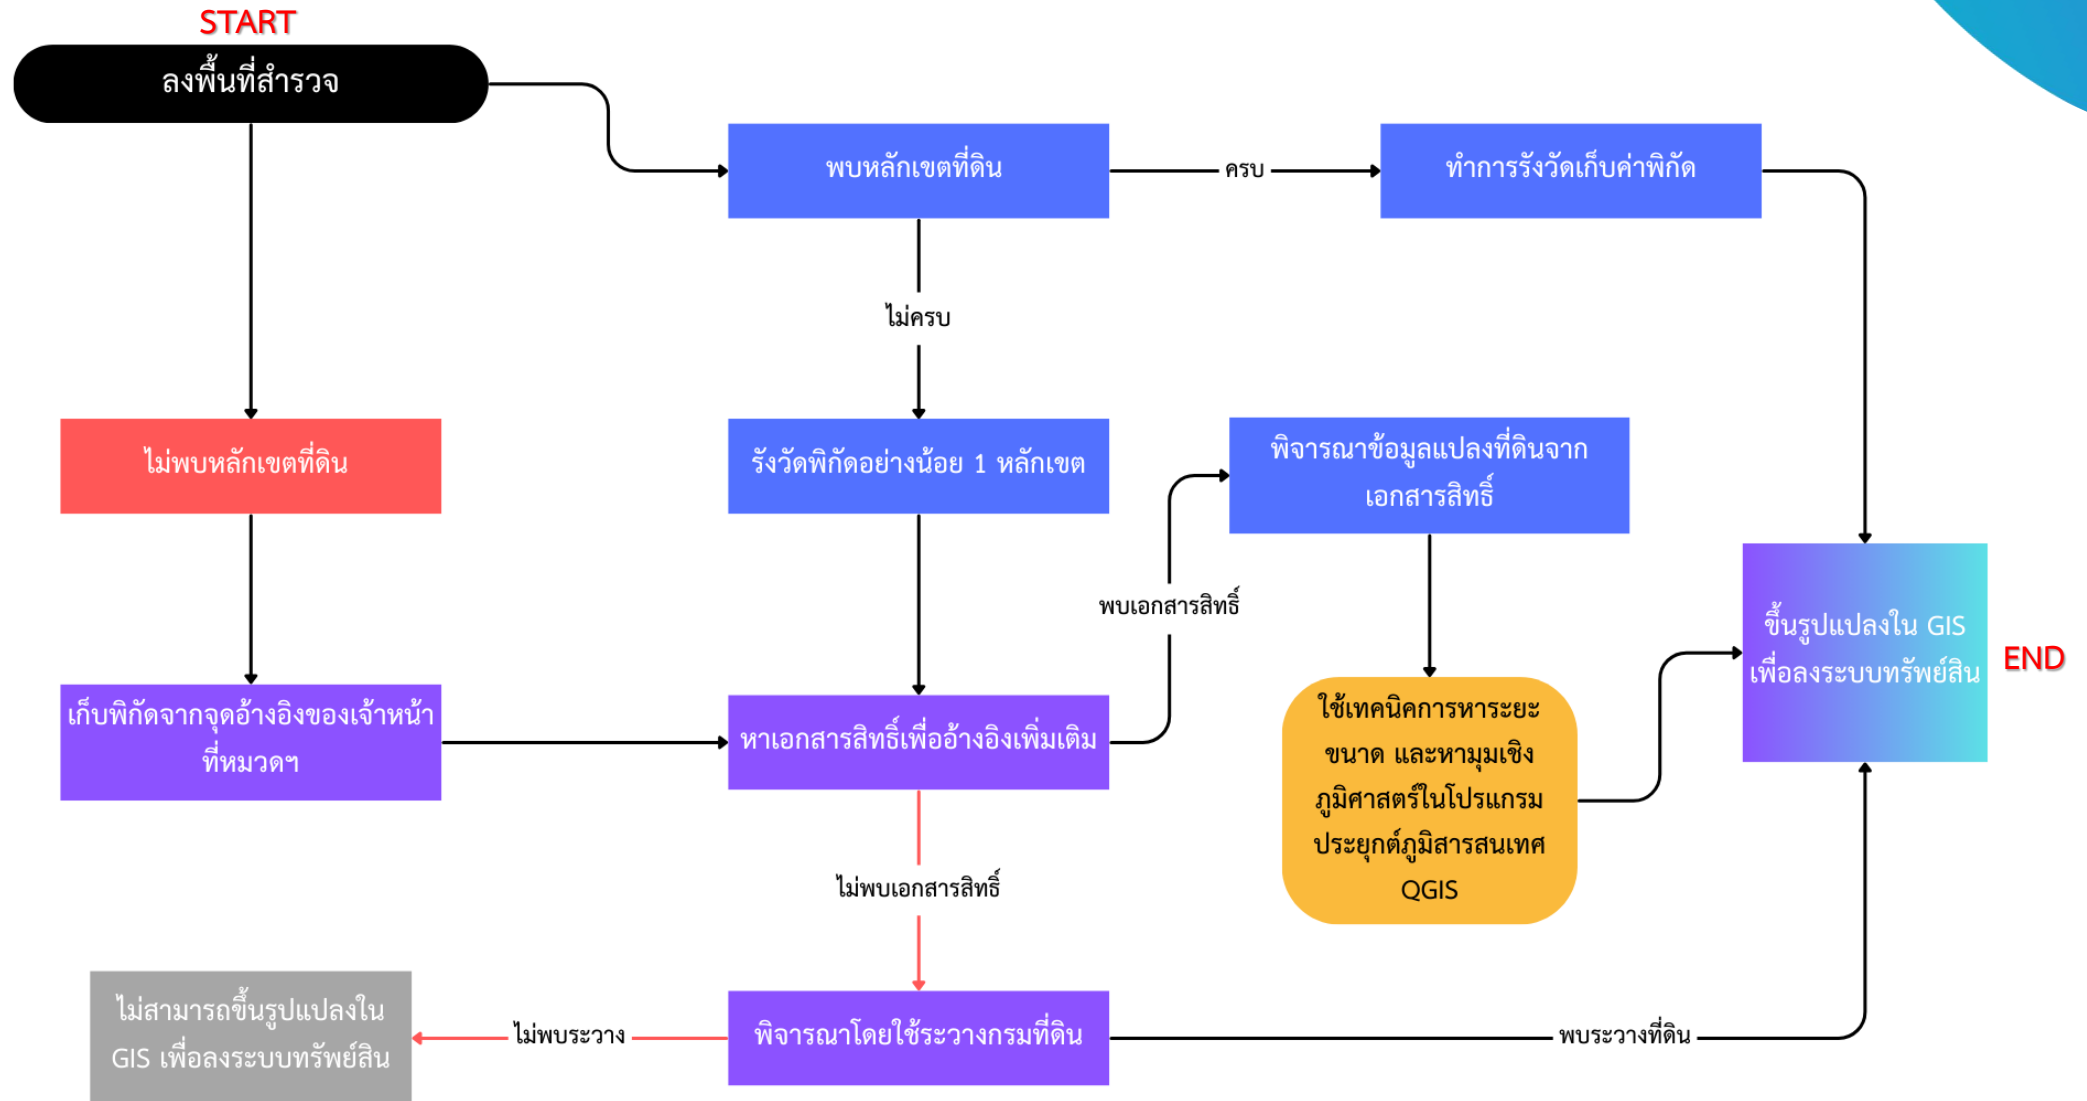 START
ลงพื้นที่สำรวจ
พบหลักเขตที่ดิน
ครบ
ทำการรังวัดเก็บค่าพิกัด
ไม่ครบ
ไม่พบหลักเขตที่ดิน
รังวัดพิกัดอย่างน้อย 1 หลักเขต
พิจารณาข้อมูลแปลงที่ดินจาก
เอกสารสิทธิ์
พบเอกสารสิทธิ์
ขึ้นรูปแปลงใน GIS
เพื่อลงระบบทรัพย์สิน
END
เก็บพิกัดจากจุดอ้างอิงของเจ้าหน้า
ที่หมวดฯ
หาเอกสารสิทธิ์เพื่ออ้างอิงเพิ่มเติม
ใช้เทคนิคการหาระยะ
ขนาด และหามุมเชิง
ภูมิศาสตร์ในโปรแกรม
ประยุกต์ภูมิสารสนเทศ
QGIS
ไม่พบเอกสารสิทธิ์
ไม่สามารถขึ้นรูปแปลงใน
GIS เพื่อลงระบบทรัพย์สิน
ไม่พบระวาง
พิจารณาโดยใช้ระวางกรมที่ดิน
พบระวางที่ดิน